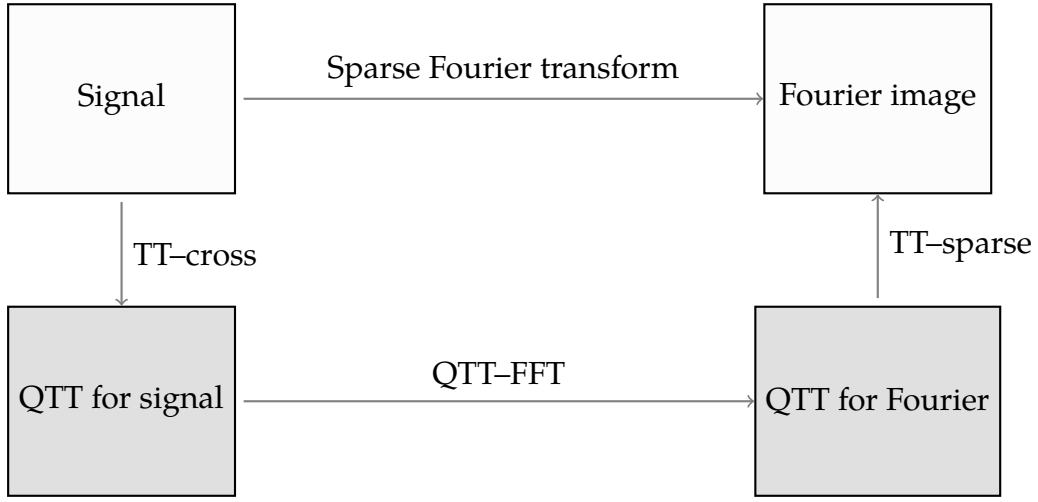 Sparse Fourier transform
Signal
Fourier image
TT–cross
TT–sparse
QTT–FFT
QTT for signal
QTT for Fourier